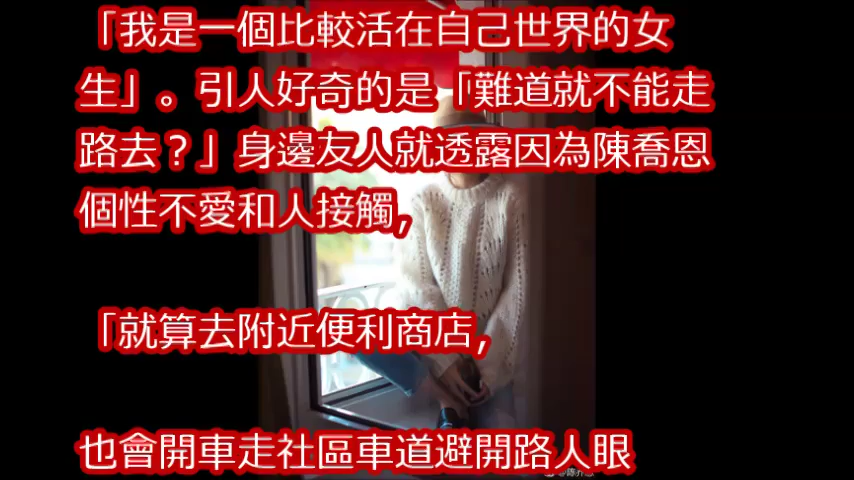 「我是一個比較活在自己世界的女
生」。引人好奇的是「難道就不能走
路去？」身邊友人就透露因為陳喬恩
個性不愛和人接觸,
「就算去附近便利商店,
也會開車走社區車道避開路人眼